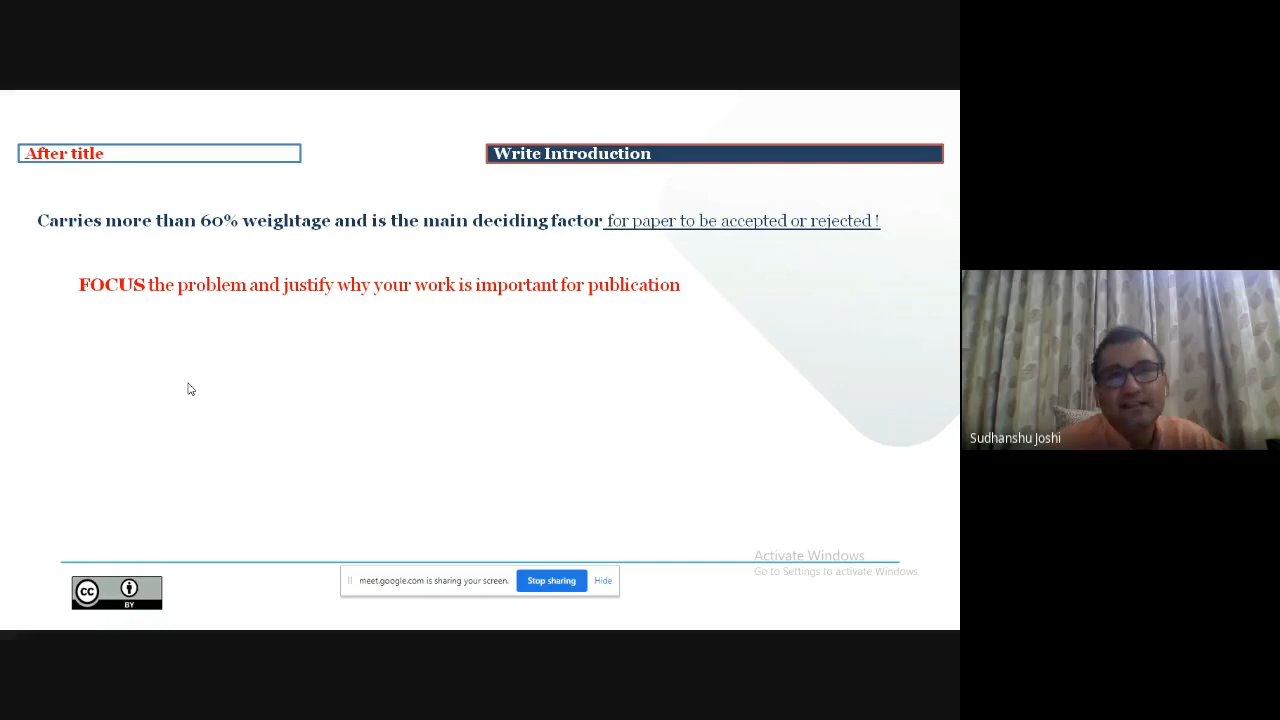 After title
Write Introduction
Carries more than 60% weightage and is the main deciding factor for paper to be accepted or rejected !
FOCUS the problem and justify why your work is important for publication
Sudhanshu Joshi
Activate Windows
Go to Settings to activate Windows.
meet.google.com is sharing your screen.
Stop sharing
Hide
cc
BY